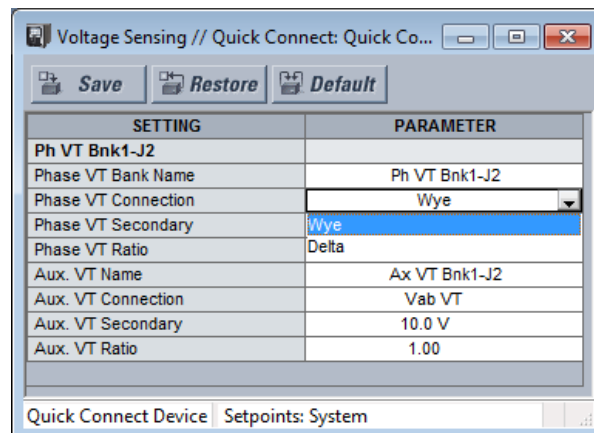 Voltage Sensing // Quick Connect: Quick Co...
Save Restore Default
SETTING PARAMETER
Ph VT Bnk1-J2
Phase VT Bank Name Ph VT Bnk1-J2
Phase VT Connection Wye
Phase VT Secondary Wye
Phase VT Ratio Delta
Aux. VT Name Ax VT Bnk1-J2
Aux. VT Connection Vab VT
Aux. VT Secondary 10.0 V
Aux. VT Ratio 1.00
Quick Connect Device Setpoints: System